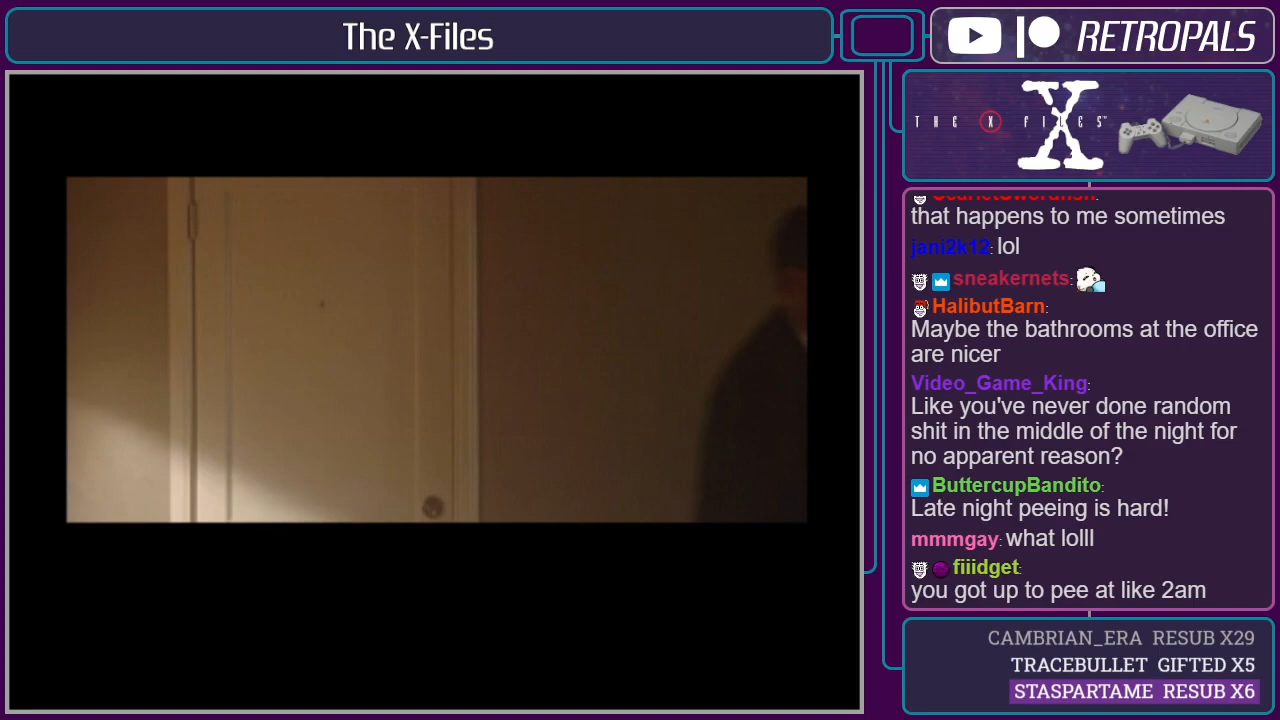 The X-Files
RETROPALS
THE X FILES™
X
ScarletSwordfish:
that happens to me sometimes
jani2k12: lol
sneakernets:
HalibutBarn:
Maybe the bathrooms at the office
are nicer
Video_Game_King:
Like you've never done random
shit in the middle of the night for
no apparent reason?
ButtercupBandito:
Late night peeing is hard!
mmmgay: what lolll
fiiidget:
you got up to pee at like 2am
CAMBRIAN_ERA RESUB X29
TRACEBULLET GIFTED X5
STASPARTAME RESUB X6